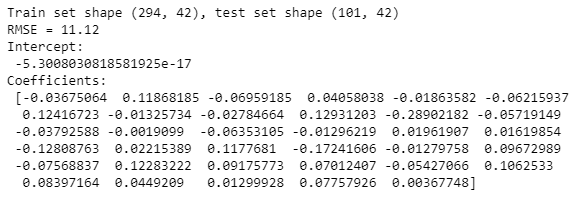 Train set shape (294, 42), test set shape (101, 42)
RMSE = 11.12
Intercept:
-5.3008030818581925e-17
Coefficients:
[-0.03675064 0.11868185 -0.06959185 0.04058038 -0.01863582 -0.06215937
0.12416723 -0.01325734 -0.02784664 0.12931203 -0.28902182 -0.05719149
-0.03792588 -0.0019099 -0.06353105 -0.01296219 0.01961907 0.01619854
-0.12808763 0.02215389 0.1177681 -0.17241606 -0.01279758 0.09672989
-0.07568837 0.12283222 0.09175773 0.07012407 -0.05427066 0.1062533
0.08397164 0.0449209 0.01299928 0.07757926 0.00367748]